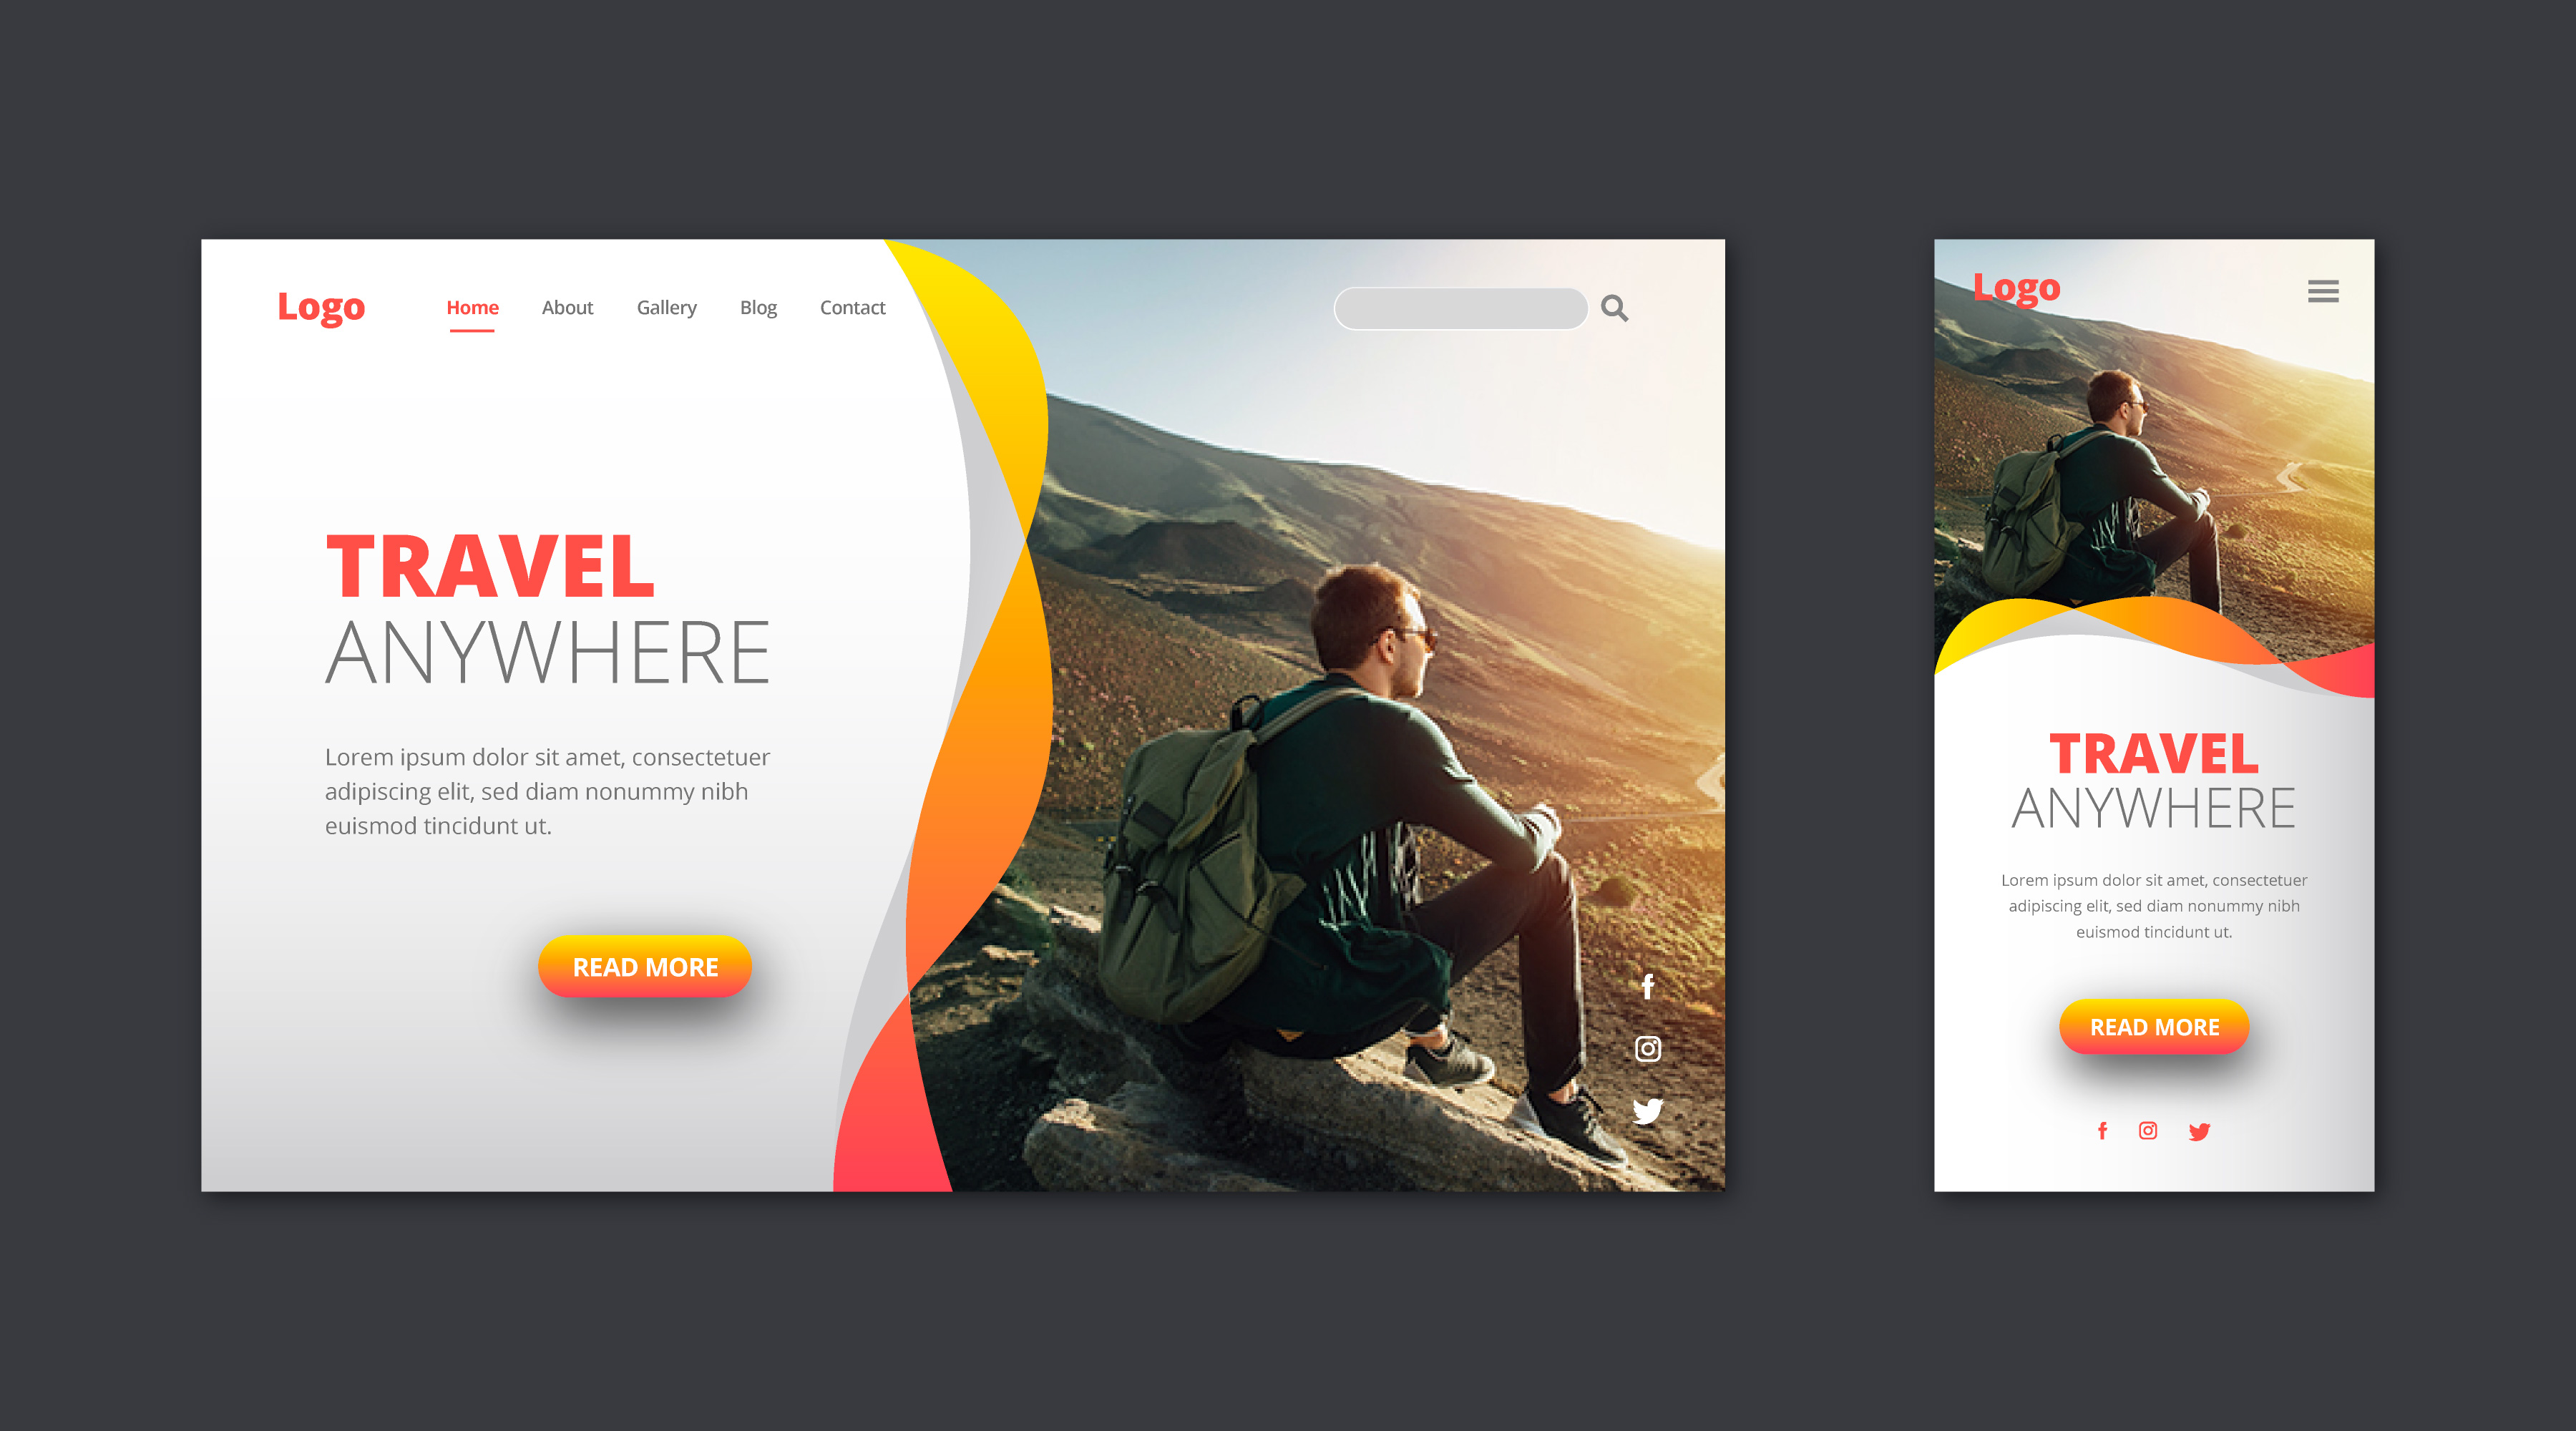 Logo
Home About Gallery Blog Contact
TRAVEL
ANYWHERE
Lorem ipsum dolor sit amet, consectetuer
adipiscing elit, sed diam nonummy nibh
euismod tincidunt ut.
READ MORE
Logo
TRAVEL
ANYWHERE
Lorem ipsum dolor sit amet, consectetuer
adipiscing elit, sed diam nonummy nibh
euismod tincidunt ut.
READ MORE